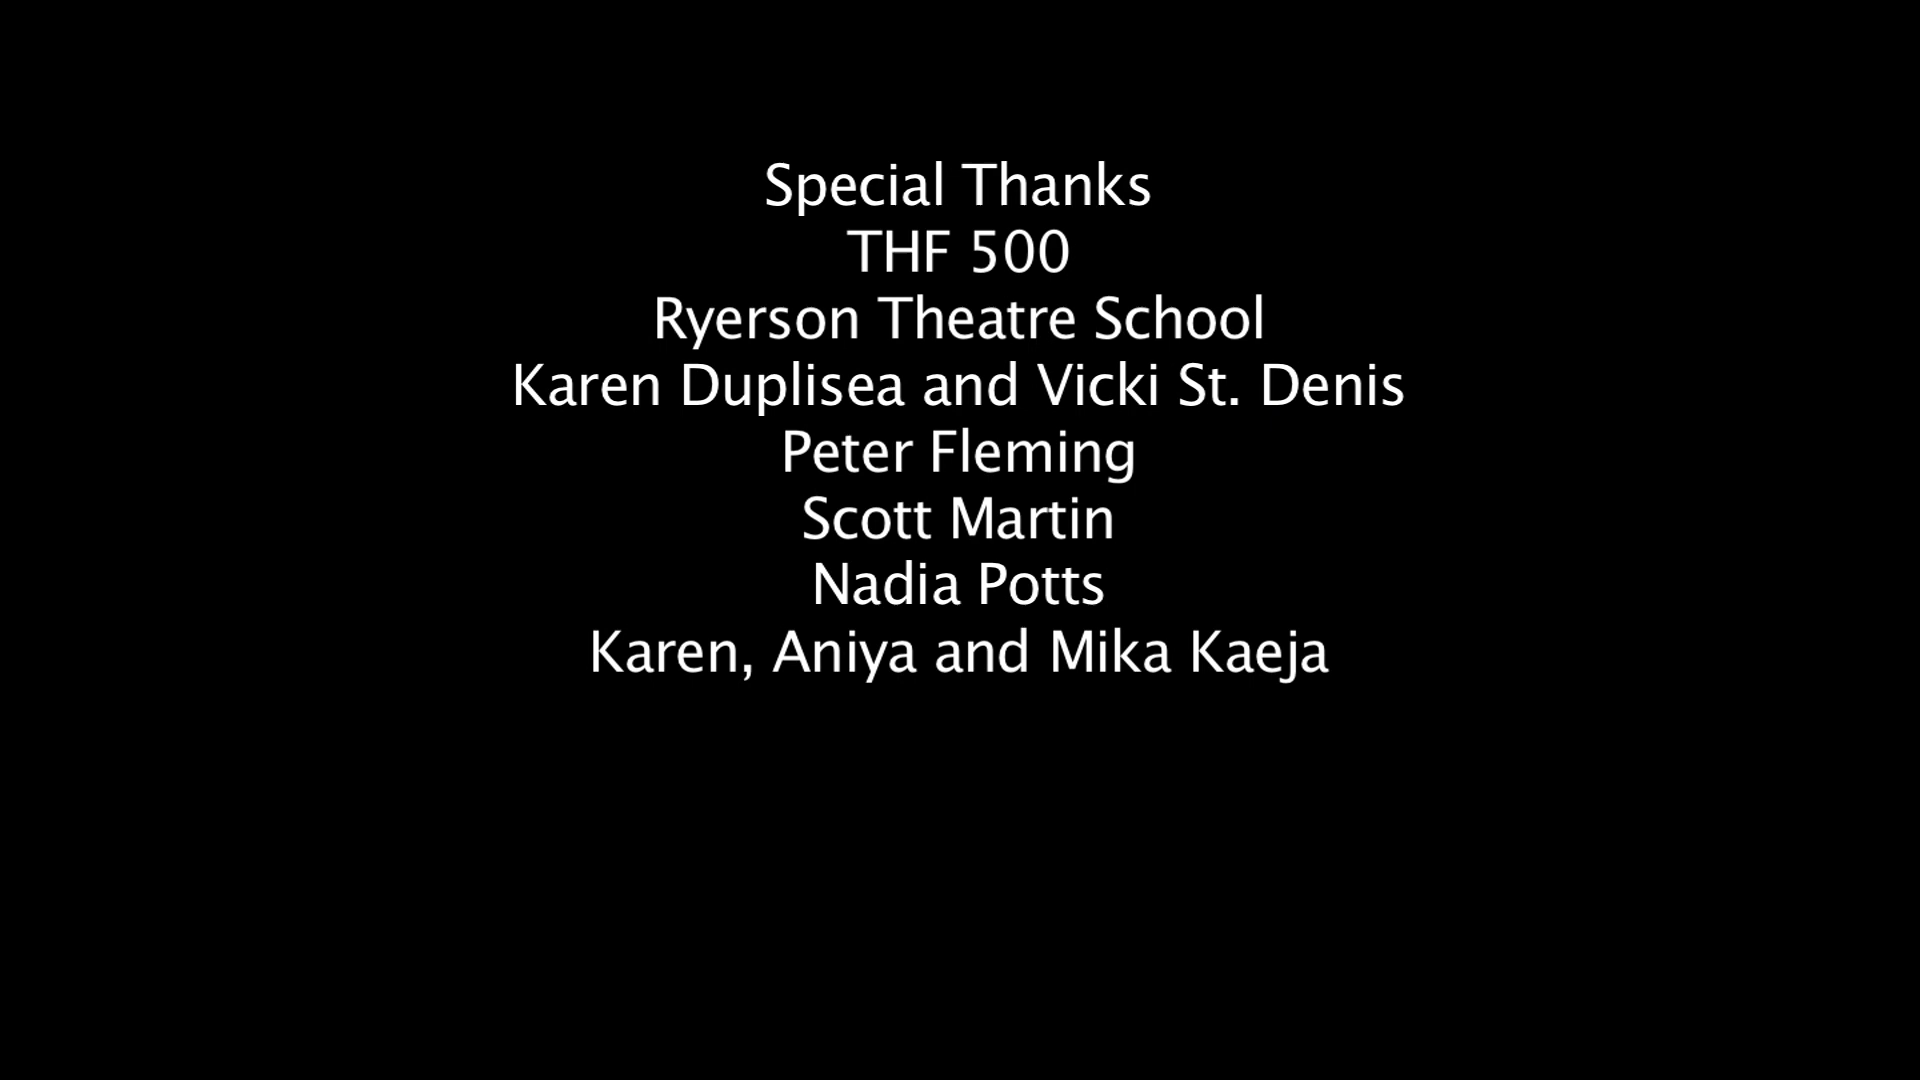 Special Thanks
THF 500
Ryerson Theatre School
Karen Duplisea and Vicki St. Denis
Peter Fleming
Scott Martin
Nadia Potts
Karen, Aniya and Mika Kaeja